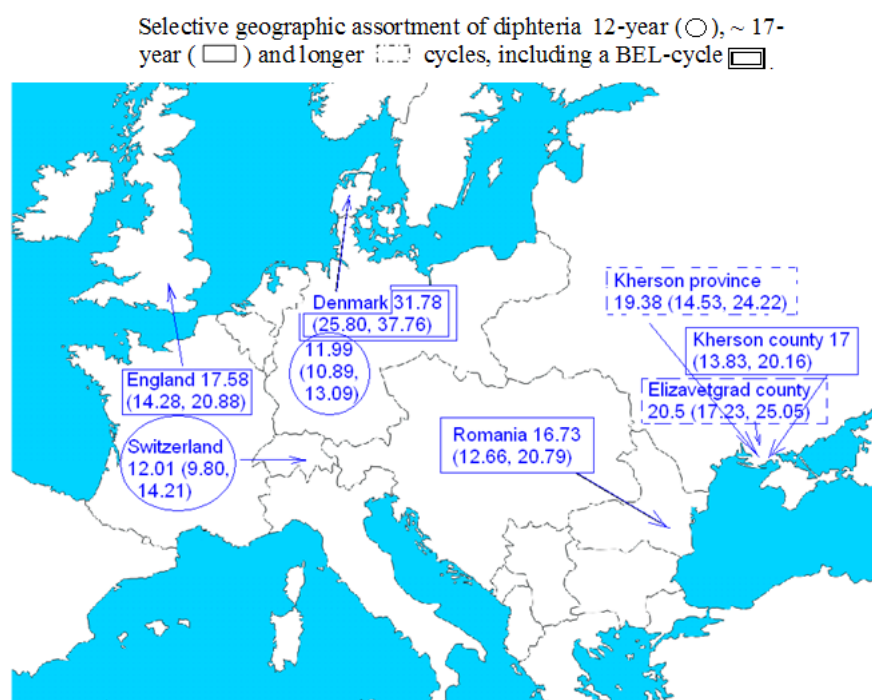 Selective geographic assortment of diphteria 12-year ( ), ~ 17-
year ( ) and longer cycles, including a BEL-cycle .
Kherson province
19.38 (14.53, 24.22)
Denmark 31.78
(25.80, 37.76)
11.99
(10.89,
13.09)
Kherson county 17
(13.83, 20.16)
England 17.58
(14.28, 20.88)
Elizavetgrad county
20.5 (17.23, 25.05)
Romania 16.73
(12.66, 20.79)
Switzerland
12.01 (9.80,
14.21)